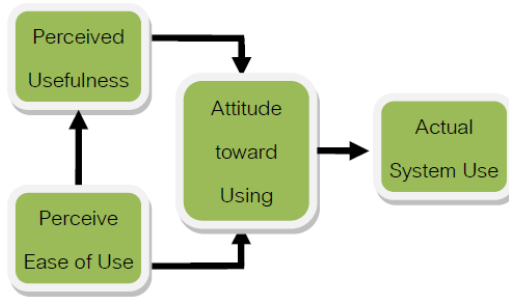 Perceived
Usefulness
Attitude
toward
Using
Actual
System Use
Perceive
Ease of Use